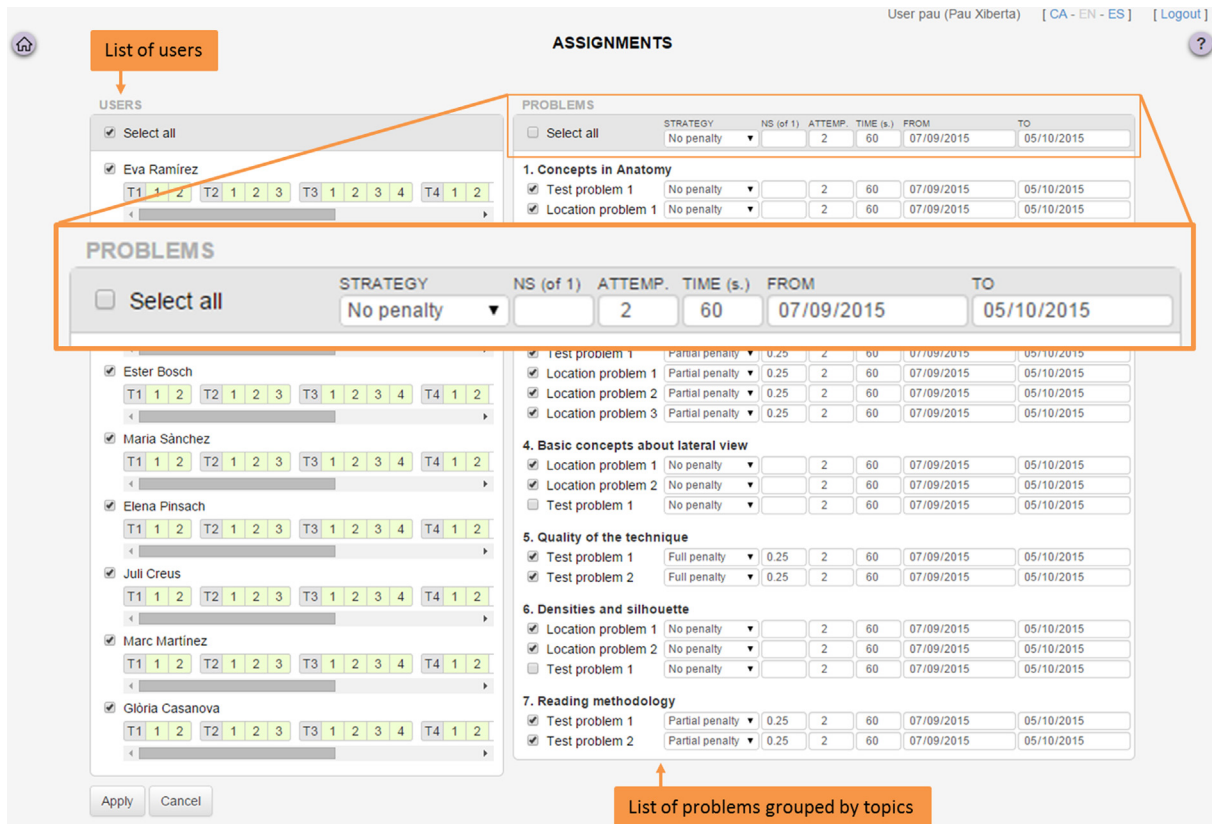 User pau (Pau Xiberta) [ CA - EN - ES ] [ Logout ]
List of users
ASSIGNMENTS
?
USERS
Select all
Eva Ramírez
T1 1 2 T2 1 2 3 T3 1 2 3 4 T4 1 2
PROBLEMS
STRATEGY NS (of 1) ATTEMP. TIME (s.) FROM TO
Select all No penalty 2 60 07/09/2015 05/10/2015
1. Concepts in Anatomy
Test problem 1 No penalty 2 60 07/09/2015 05/10/2015
Location problem 1 No penalty 2 60 07/09/2015 05/10/2015
PROBLEMS
STRATEGY NS (of 1) ATTEMP. TIME (s.) FROM TO
Select all No penalty 2 60 07/09/2015 05/10/2015
Ester Bosch
T1 1 2 T2 1 2 3 T3 1 2 3 4 T4 1 2
Maria Sànchez
T1 1 2 T2 1 2 3 T3 1 2 3 4 T4 1 2
Elena Pinsach
T1 1 2 T2 1 2 3 T3 1 2 3 4 T4 1 2
Juli Creus
T1 1 2 T2 1 2 3 T3 1 2 3 4 T4 1 2
Marc Martínez
T1 1 2 T2 1 2 3 T3 1 2 3 4 T4 1 2
Glòria Casanova
T1 1 2 T2 1 2 3 T3 1 2 3 4 T4 1 2
Test problem 1 Partial penalty 0.25 2 60 07/09/2015 05/10/2015
Location problem 1 Partial penalty 0.25 2 60 07/09/2015 05/10/2015
Location problem 2 Partial penalty 0.25 2 60 07/09/2015 05/10/2015
Location problem 3 Partial penalty 0.25 2 60 07/09/2015 05/10/2015
4. Basic concepts about lateral view
Location problem 1 No penalty 2 60 07/09/2015 05/10/2015
Location problem 2 No penalty 2 60 07/09/2015 05/10/2015
Test problem 1 No penalty 2 60 07/09/2015 05/10/2015
5. Quality of the technique
Test problem 1 Full penalty 0.25 2 60 07/09/2015 05/10/2015
Test problem 2 Full penalty 0.25 2 60 07/09/2015 05/10/2015
6. Densities and silhouette
Location problem 1 No penalty 2 60 07/09/2015 05/10/2015
Location problem 2 No penalty 2 60 07/09/2015 05/10/2015
Test problem 1 No penalty 2 60 07/09/2015 05/10/2015
7. Reading methodology
Test problem 1 Partial penalty 0.25 2 60 07/09/2015 05/10/2015
Test problem 2 Partial penalty 0.25 2 60 07/09/2015 05/10/2015
Apply Cancel
List of problems grouped by topics